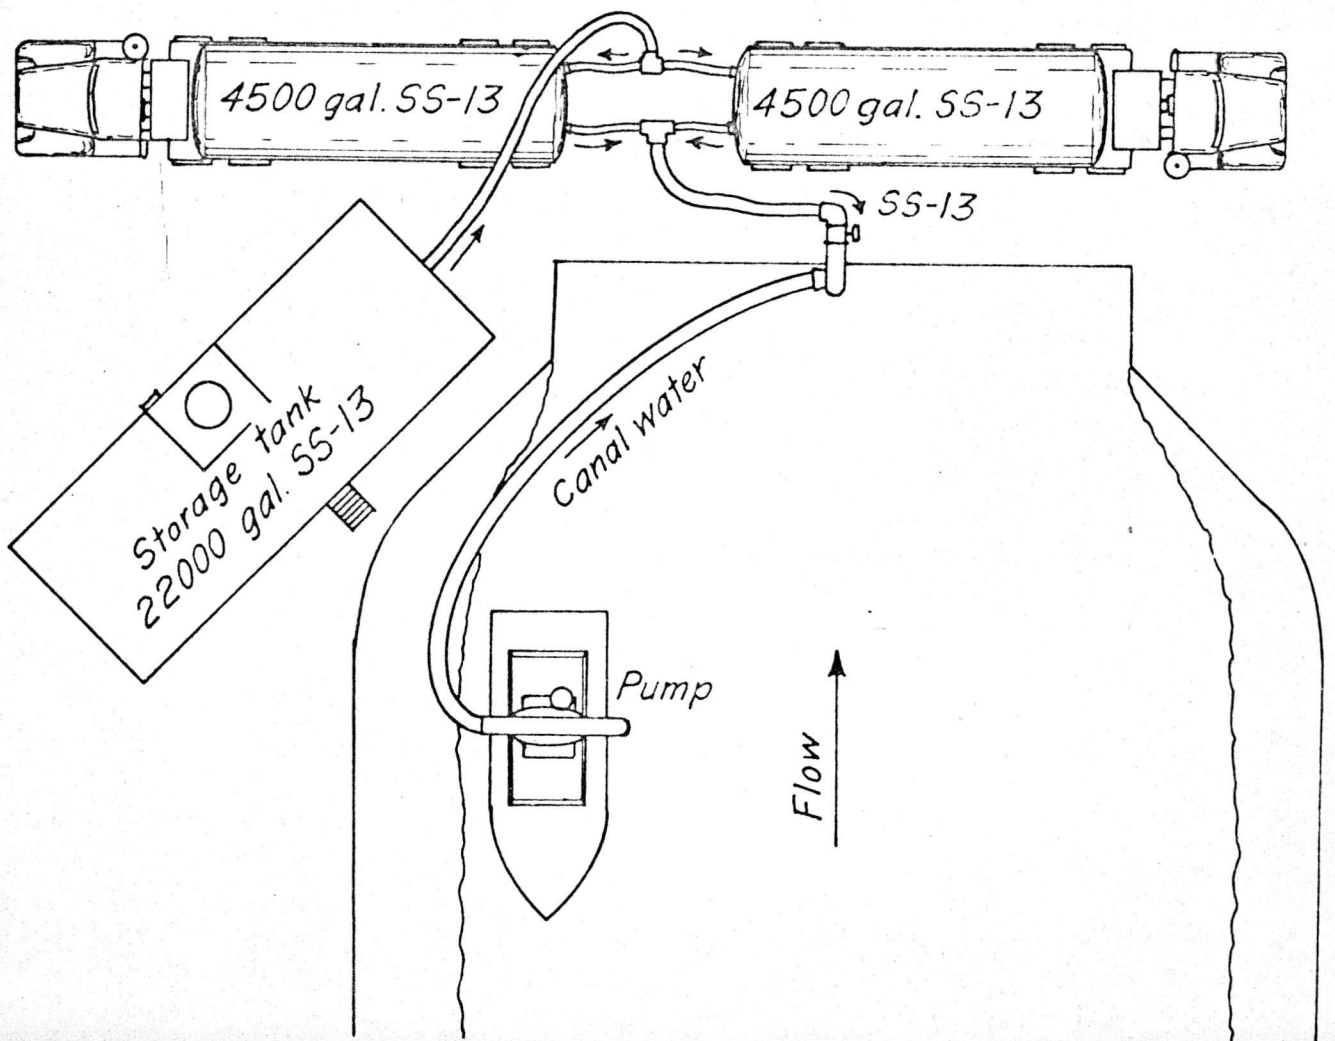 4500 gal. SS-13
4500 gal. SS-13
SS-13
Canal water
Storage tank
22000 gal. SS-13
Pump
Flow